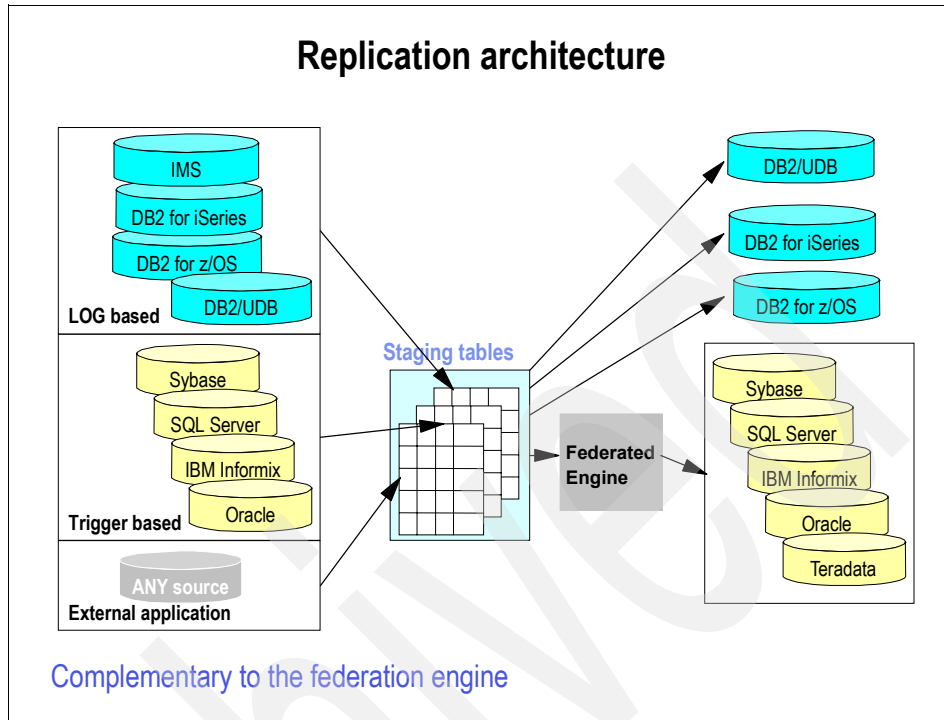 Replication architecture
IMS
DB2 for iSeries
DB2 for z/OS
DB2/UDB
LOG based
Sybase
SQL Server
IBM Informix
Oracle
Trigger based
ANY source
External application
Staging tables
Federated
Engine
DB2/UDB
DB2 for iSeries
DB2 for z/OS
Sybase
SQL Server
IBM Informix
Oracle
Teradata
Complementary to the federation engine